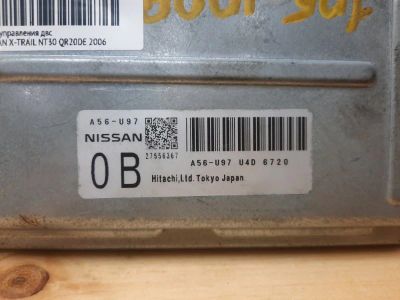 управления двс
AN X-TRAIL NT30 QR20DE 2006
A56-U97
NISSAN
27556367
A56-U97 U4D 6720
0B
Hitachi,Ltd.Tokyo Japan